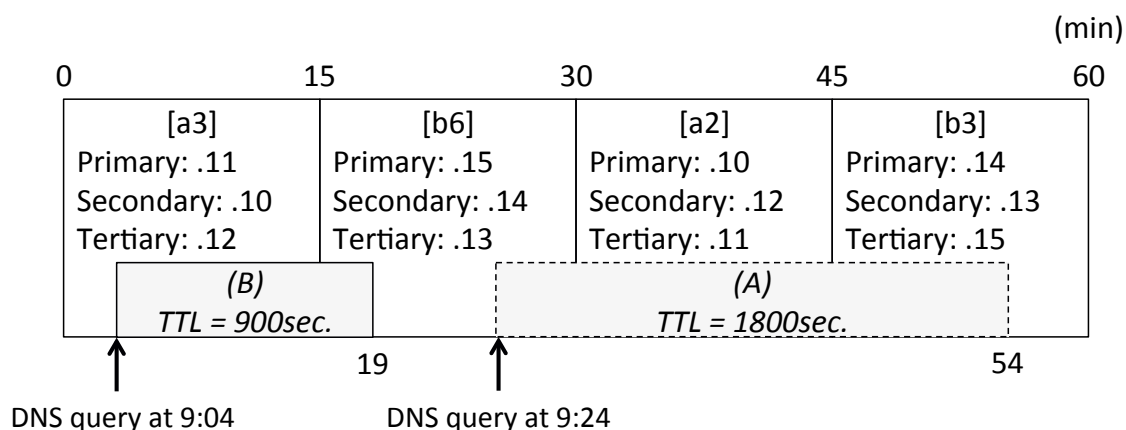 (min)
0 15 30 45 60
[a3] [b6] [a2] [b3]
Primary: .11 Primary: .15 Primary: .10 Primary: .14
Secondary: .10 Secondary: .14 Secondary: .12 Secondary: .13
Tertiary: .12 Tertiary: .13 Tertiary: .11 Tertiary: .15
(B) (A)
TTL = 900sec. TTL = 1800sec.
19 54
DNS query at 9:04 DNS query at 9:24